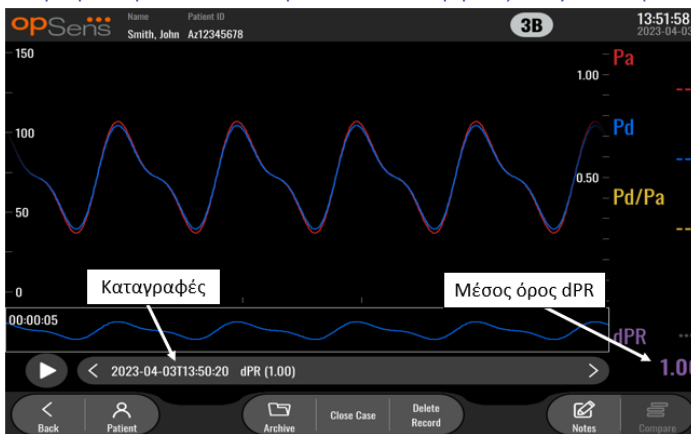 opSens
Name
Patient ID
Smith, John
Az12345678
3B
13:51:58
2023-04-03
150
100
50
0
1.00
0.50
Pa
--
Pd
--
Pd/Pa
--
Καταγραφές
Μέσος όρος dPR
00:00:05
dPR
---
1.00
< 2023-04-03T13:50:20 dPR (1.00) >
Back
Patient
Archive
Close Case
Delete
Record
Notes
Compare